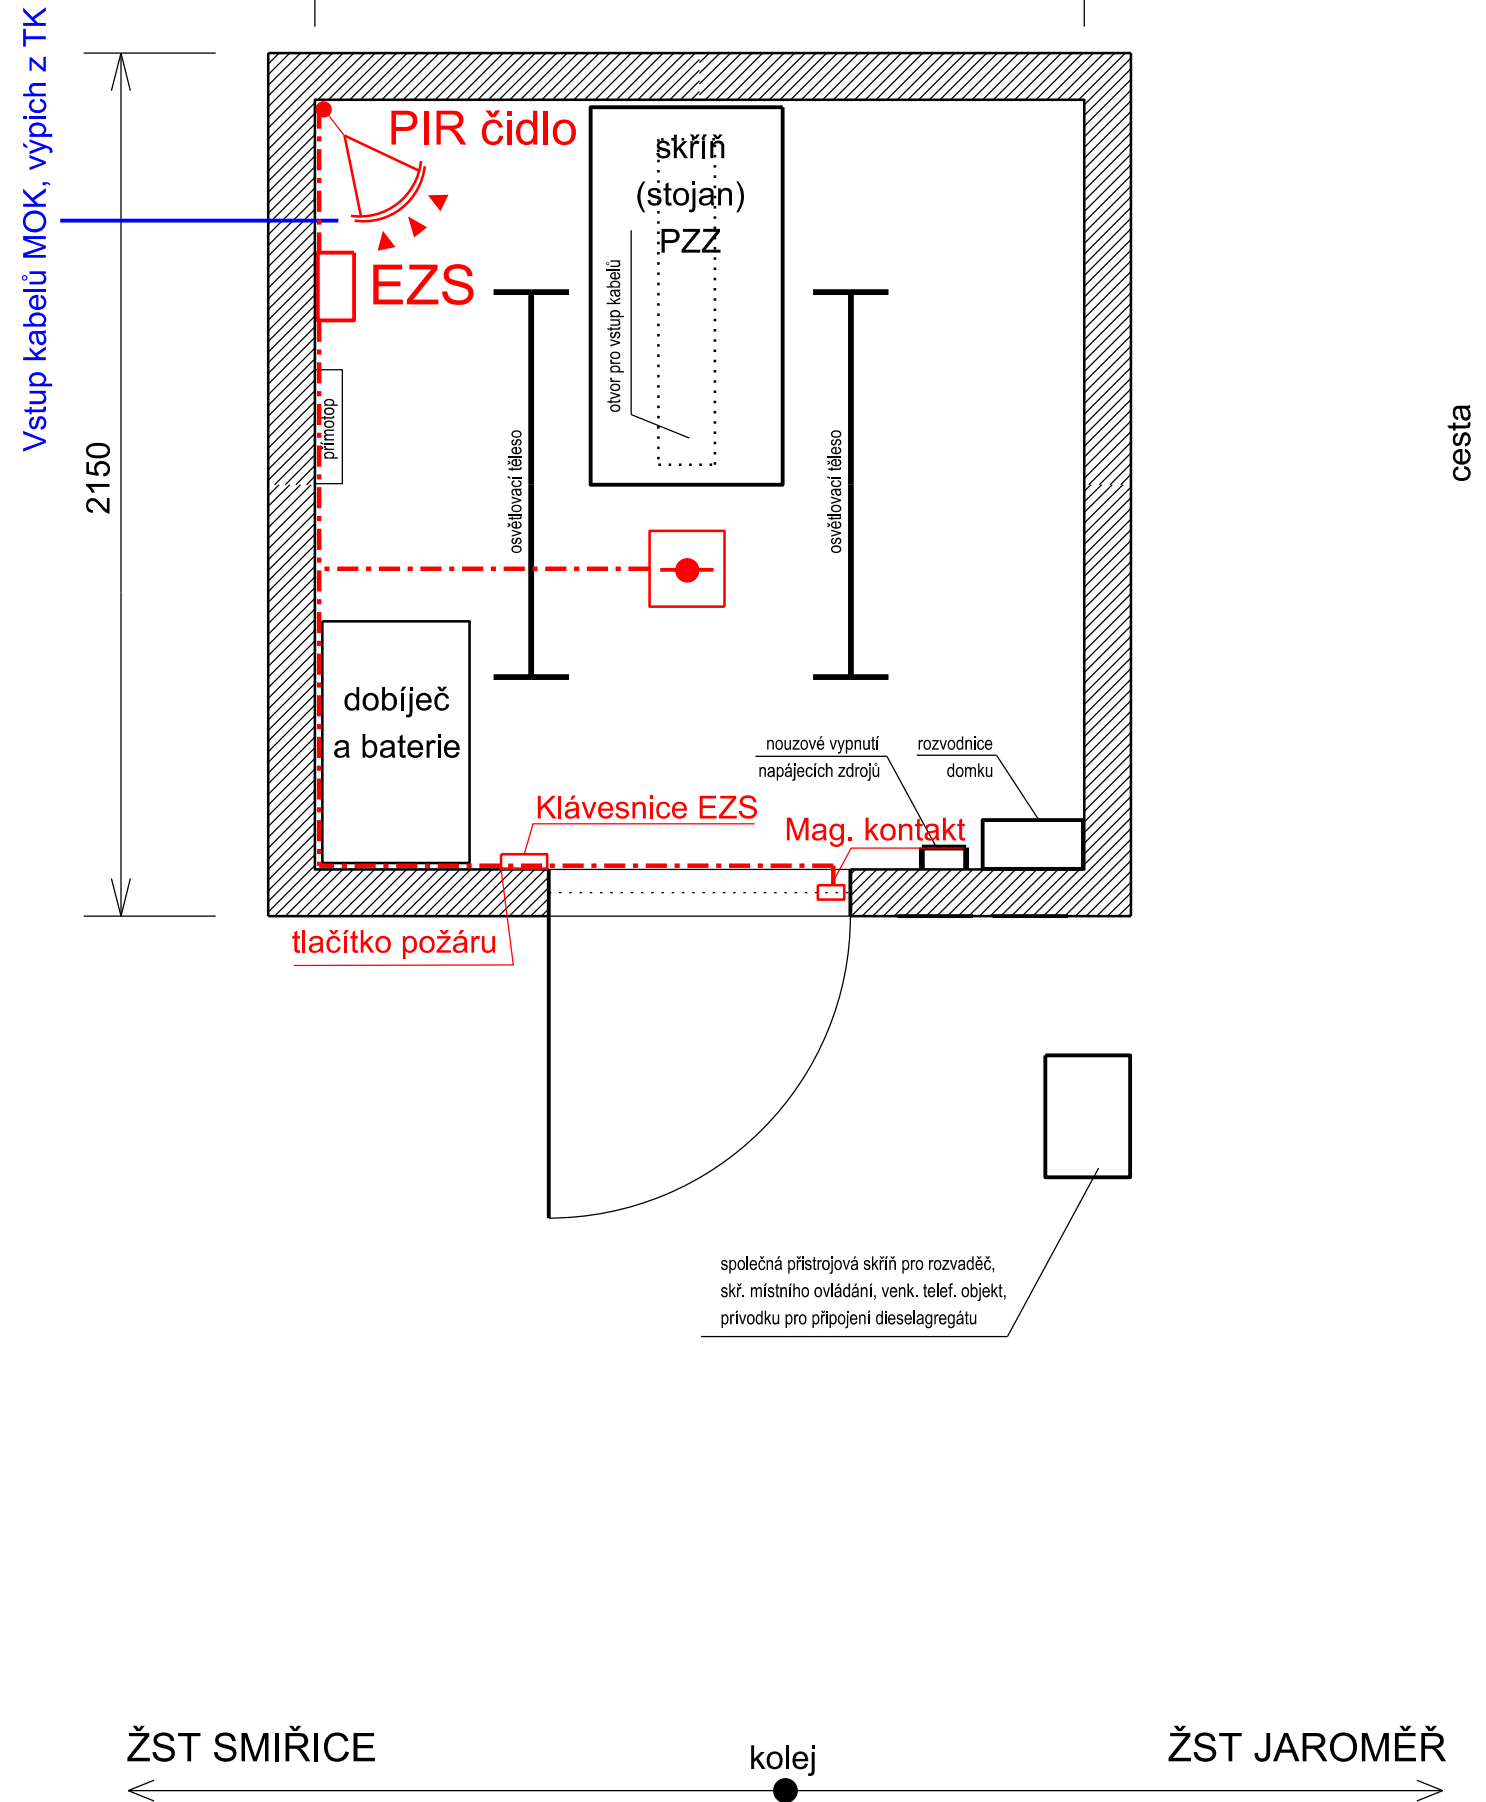 Vstup kabelů MOK, výpich z TK
2150
PIR čidlo
EZS
skříň
(stojan)
PZZ
otvor pro vstup kabelů
přímotop
osvětlovací těleso
osvětlovací těleso
cesta
dobíječ
a baterie
nouzové vypnutí
napájecích zdrojů
rozvodnice
domku
Klávesnice EZS
Mag. kontakt
tlačítko požáru
společná přistrojová skříň pro rozvaděč,
skř. místního ovládání, venk. telef. objekt,
prívodku pro připojení dieselagregátu
ŽST SMIŘICE
kolej
ŽST JAROMĚŘ